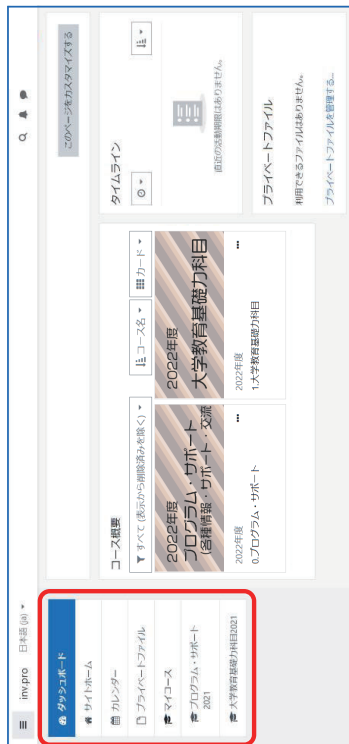 inv.pro 日本語 (ja)
ダッシュボード
サイトホーム
カレンダー
プライベートファイル
マイコース
プログラム・サポート
2021
大学教育基礎力科目2021
このページをカスタマイズする
コース概要
すべて (表示から削除済みを除く)
コース名
カード
2022年度
プログラム・サポート
(各種情報・サポート・交流
2022年度
0.プログラム・サポート
2022年度
大学教育基礎力科目
2022年度
1.大学教育基礎力科目
タイムライン
直近の活動期限はありません。
プライベートファイル
利用できるファイルはありません。
プライベートファイルを管理する...